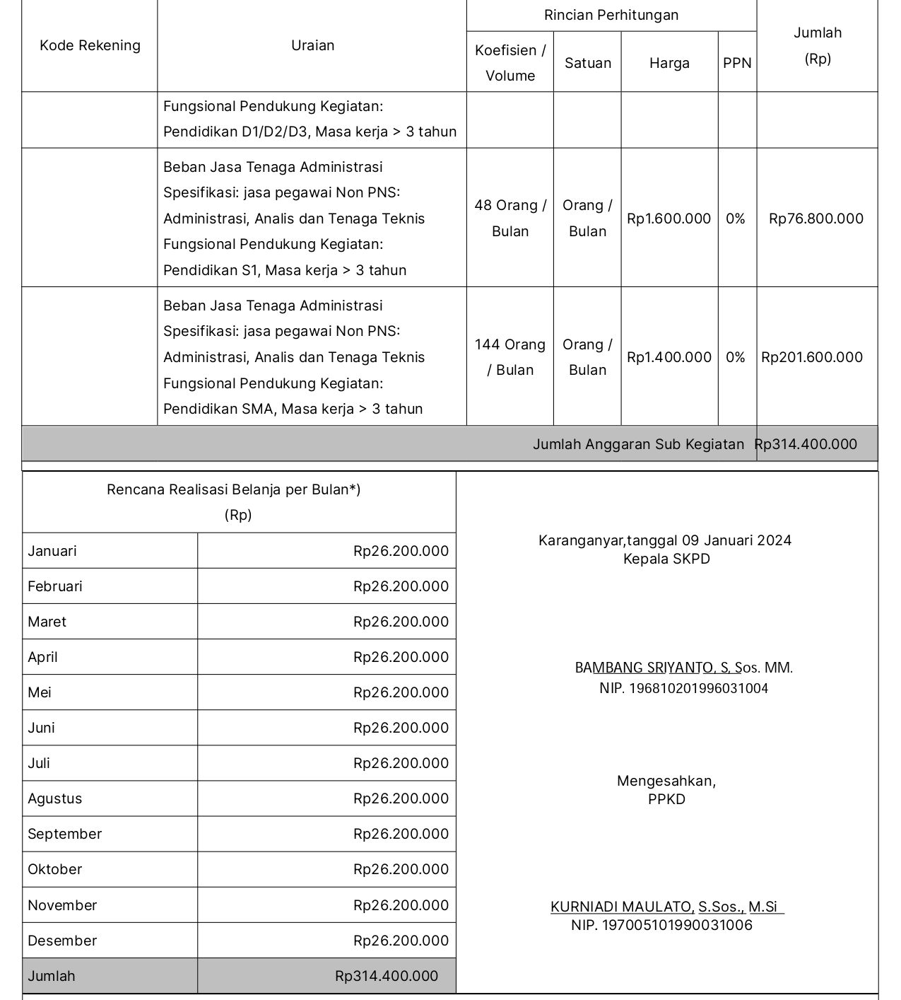 Kode Rekening
Uraian
Rincian Perhitungan
Jumlah
(Rp)
Koefisien /
Volume
Satuan
Harga
PPN
Fungsional Pendukung Kegiatan:
Pendidikan D1/D2/D3, Masa kerja > 3 tahun
Beban Jasa Tenaga Administrasi
Spesifikasi: jasa pegawai Non PNS:
Administrasi, Analis dan Tenaga Teknis
Fungsional Pendukung Kegiatan:
Pendidikan S1, Masa kerja > 3 tahun
48 Orang /
Bulan
Orang /
Bulan
Rp1.600.000
0%
Rp76.800.000
Beban Jasa Tenaga Administrasi
Spesifikasi: jasa pegawai Non PNS:
Administrasi, Analis dan Tenaga Teknis
Fungsional Pendukung Kegiatan:
Pendidikan SMA, Masa kerja > 3 tahun
144 Orang
/ Bulan
Orang /
Bulan
Rp1.400.000
0%
Rp201.600.000
Jumlah Anggaran Sub Kegiatan Rp314.400.000
Rencana Realisasi Belanja per Bulan*)
(Rp)
Januari Rp26.200.000
Februari Rp26.200.000
Maret Rp26.200.000
April Rp26.200.000
Mei Rp26.200.000
Juni Rp26.200.000
Juli Rp26.200.000
Agustus Rp26.200.000
September Rp26.200.000
Oktober Rp26.200.000
November Rp26.200.000
Desember Rp26.200.000
Jumlah Rp314.400.000
Karanganyar,tanggal 09 Januari 2024
Kepala SKPD
BAMBANG SRIYANTO, S, Sos. MM.
NIP. 196810201996031004
Mengesahkan,
PPKD
KURNIADI MAULATO, S.Sos., M.Si
NIP. 197005101990031006